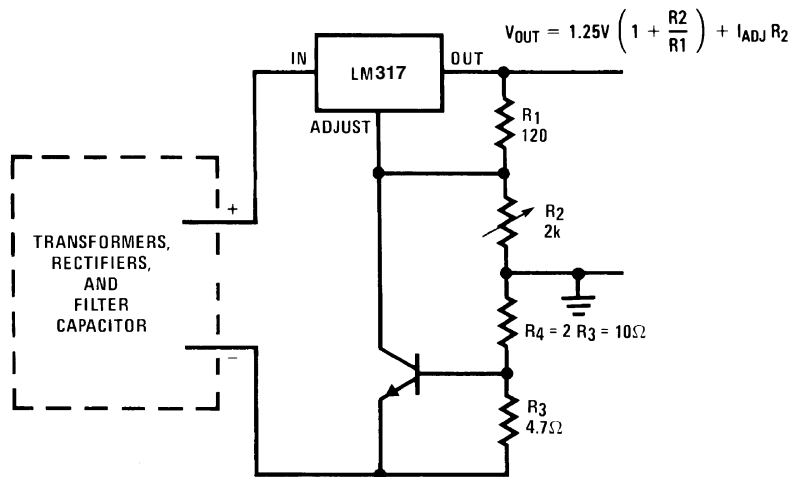 V_OUT = 1.25V (1 + R2/R1) + I_ADJ R_2
IN
LM317
OUT
ADJUST
R1
120
R2
2k
+
TRANSFORMERS,
RECTIFIERS,
AND
FILTER
CAPACITOR
−
R4 = 2 R3 = 10Ω
R3
4.7Ω